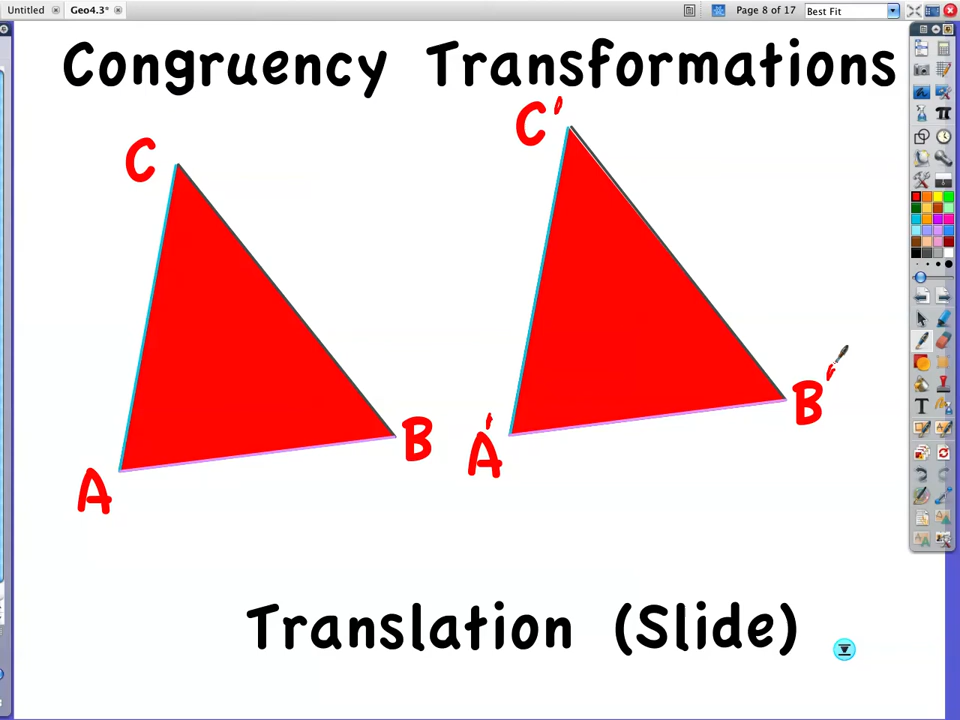 Untitled Geo4.3* Page 8 of 17 Best Fit
Congruency Transformations
C C'
B'
B
A'
A
Translation (Slide)